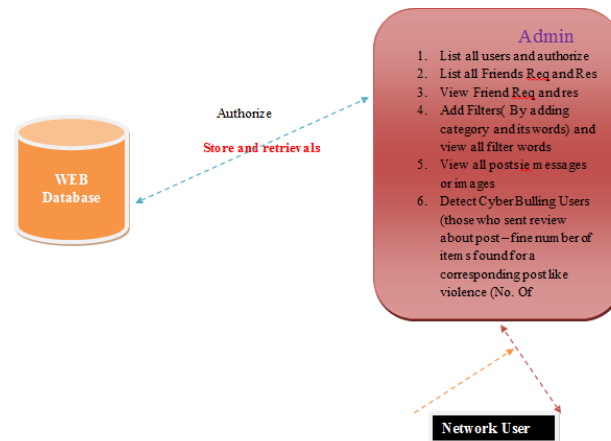 Admin
1. List all users and authorize
2. List all Friends Req and Res
3. View Friend Req and res
4. Add Filters( By adding
category and its words) and
view all filter words
5. View all posts ie messages
or images
6. Detect Cyber Bulling Users
(those who sent review
about post – fine number of
items found for a
corresponding post like
violence (No. Of
Authorize
Store and retrievals
WEB
Database
Network User